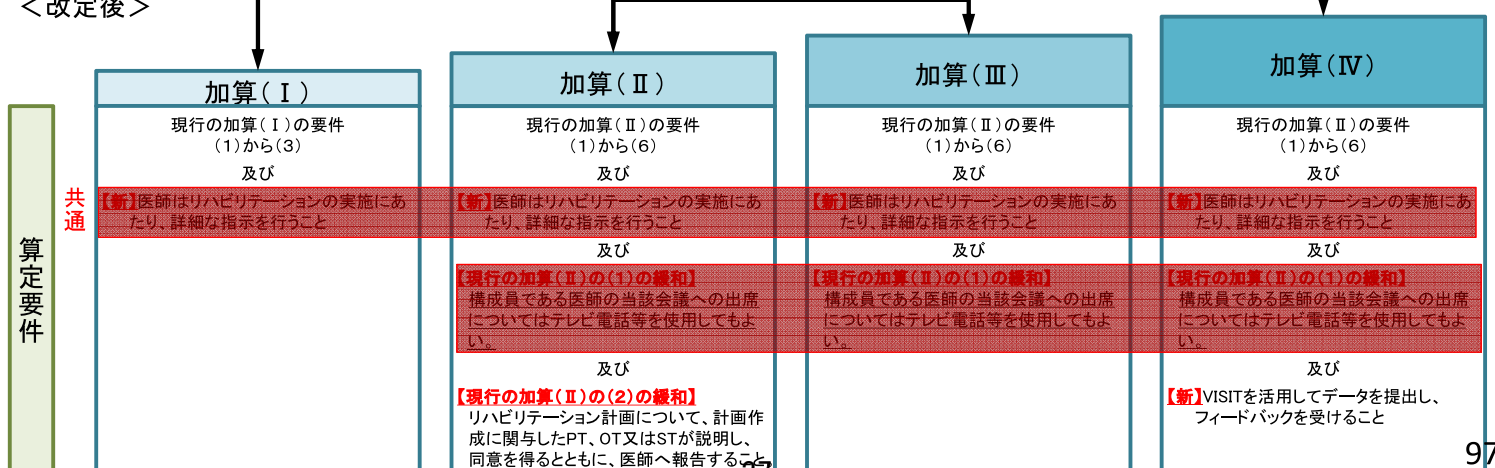 ＜改定後＞
加算(Ⅰ)
加算(Ⅱ)
加算(Ⅲ)
加算(Ⅳ)
算定要件
共通
現行の加算(Ⅰ)の要件
(1)から(3)
及び
【新】医師はリハビリテーションの実施にあ
たり、詳細な指示を行うこと
現行の加算(Ⅱ)の要件
(1)から(6)
及び
【新】医師はリハビリテーションの実施にあ
たり、詳細な指示を行うこと
及び
【現行の加算(Ⅱ)の(1)の緩和】
構成員である医師の当該会議への出席
についてはテレビ電話等を使用してもよ
い。
及び
【現行の加算(Ⅱ)の(2)の緩和】
リハビリテーション計画について、計画作
成に関与したPT、OT又はSTが説明し、
同意を得るとともに、医師へ報告すること
97
現行の加算(Ⅱ)の要件
(1)から(6)
及び
【新】医師はリハビリテーションの実施にあ
たり、詳細な指示を行うこと
及び
【現行の加算(Ⅱ)の(1)の緩和】
構成員である医師の当該会議への出席
についてはテレビ電話等を使用してもよ
い。
現行の加算(Ⅱ)の要件
(1)から(6)
及び
【新】医師はリハビリテーションの実施にあ
たり、詳細な指示を行うこと
及び
【現行の加算(Ⅱ)の(1)の緩和】
構成員である医師の当該会議への出席
についてはテレビ電話等を使用してもよ
い。
及び
【新】VISITを活用してデータを提出し、
フィードバックを受けること
97